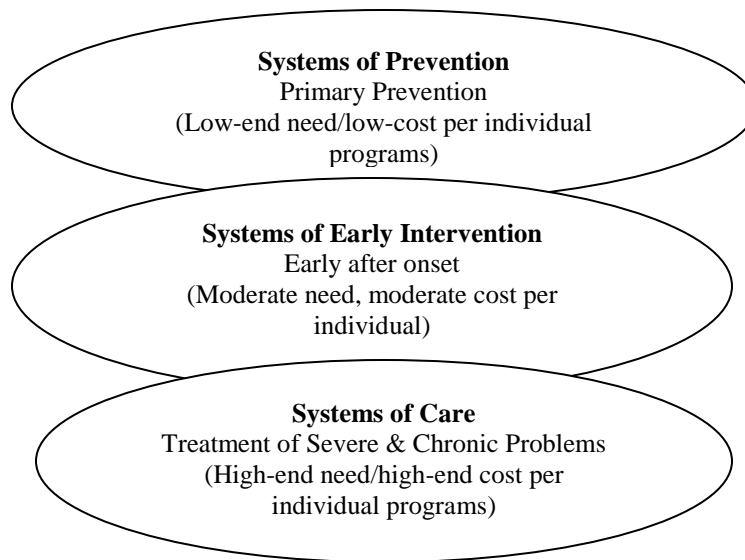 Systems of Prevention
Primary Prevention
(Low-end need/low-cost per individual
programs)
Systems of Early Intervention
Early after onset
(Moderate need, moderate cost per
individual)
Systems of Care
Treatment of Severe & Chronic Problems
(High-end need/high-end cost per
individual programs)